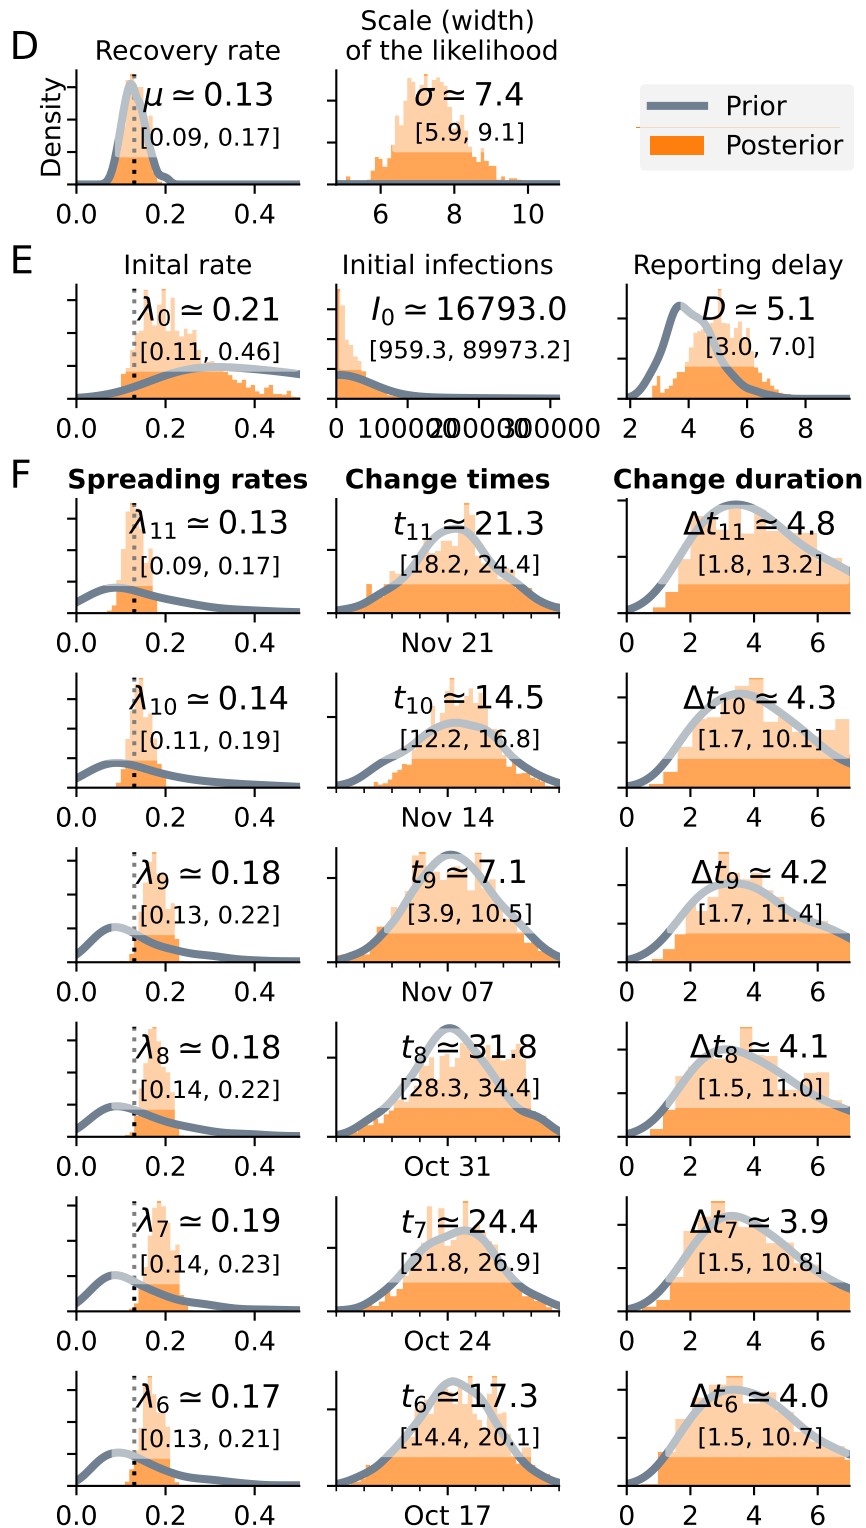 D
Recovery rate
Scale (width)
of the likelihood
Density
μ ≃ 0.13
[0.09, 0.17]
0.0 0.2 0.4
σ ≃ 7.4
[5.9, 9.1]
6 8 10
Prior
Posterior
E
Inital rate
λ0 ≃ 0.21
[0.11, 0.46]
0.0 0.2 0.4
Initial infections
I0 ≃ 16793.0
[959.3, 89973.2]
0 100000 200000 300000
Reporting delay
D ≃ 5.1
[3.0, 7.0]
2 4 6 8
F
Spreading rates Change times Change duration
λ11 ≃ 0.13
[0.09, 0.17]
0.0 0.2 0.4
t11 ≃ 21.3
[18.2, 24.4]
Nov 21
Δt11 ≃ 4.8
[1.8, 13.2]
0 2 4 6
λ10 ≃ 0.14
[0.11, 0.19]
0.0 0.2 0.4
t10 ≃ 14.5
[12.2, 16.8]
Nov 14
Δt10 ≃ 4.3
[1.7, 10.1]
0 2 4 6
λ9 ≃ 0.18
[0.13, 0.22]
0.0 0.2 0.4
t9 ≃ 7.1
[3.9, 10.5]
Nov 07
Δt9 ≃ 4.2
[1.7, 11.4]
0 2 4 6
λ8 ≃ 0.18
[0.14, 0.22]
0.0 0.2 0.4
t8 ≃ 31.8
[28.3, 34.4]
Oct 31
Δt8 ≃ 4.1
[1.5, 11.0]
0 2 4 6
λ7 ≃ 0.19
[0.14, 0.23]
0.0 0.2 0.4
t7 ≃ 24.4
[21.8, 26.9]
Oct 24
Δt7 ≃ 3.9
[1.5, 10.8]
0 2 4 6
λ6 ≃ 0.17
[0.13, 0.21]
0.0 0.2 0.4
t6 ≃ 17.3
[14.4, 20.1]
Oct 17
Δt6 ≃ 4.0
[1.5, 10.7]
0 2 4 6